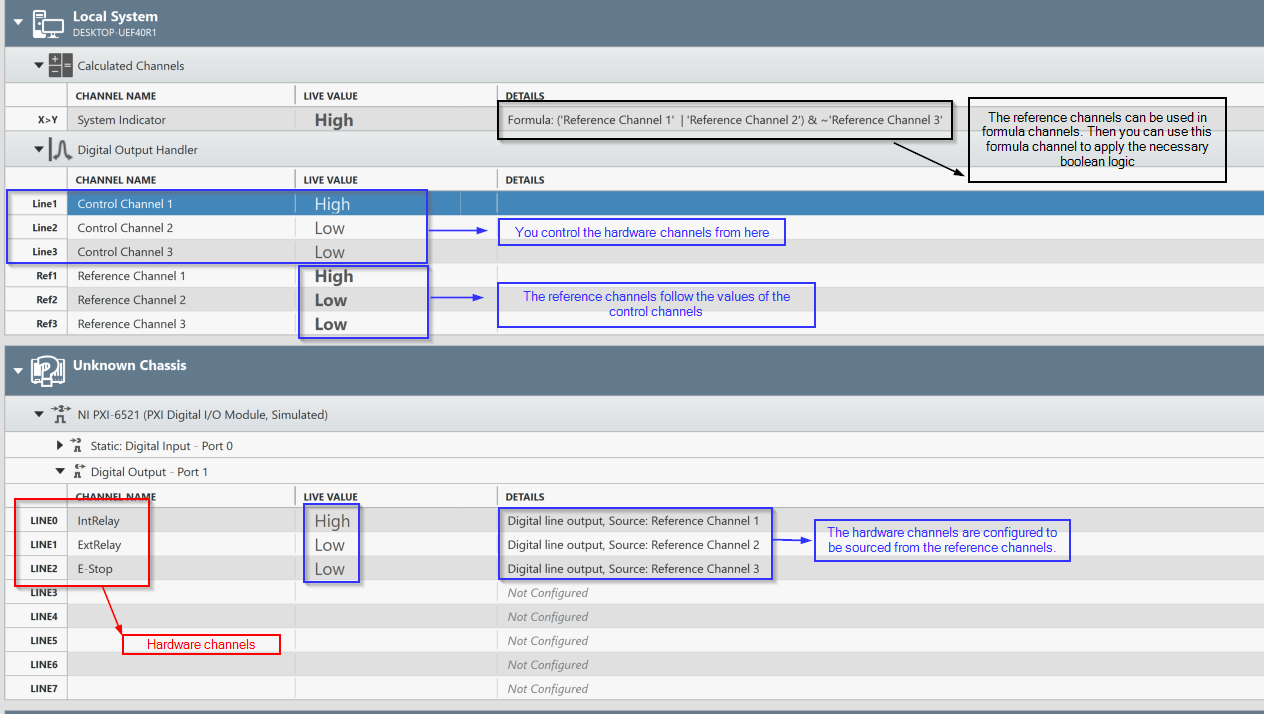 Local System
DESKTOP-UEF40R1
Calculated Channels
CHANNEL NAME LIVE VALUE DETAILS
X>Y System Indicator High Formula: ('Reference Channel 1' | 'Reference Channel 2') & ~'Reference Channel 3'
The reference channels can be used in
formula channels. Then you can use this
formula channel to apply the necessary
boolean logic
Digital Output Handler
CHANNEL NAME LIVE VALUE DETAILS
Line1 Control Channel 1 High
Line2 Control Channel 2 Low
You control the hardware channels from here
Line3 Control Channel 3 Low
Ref1 Reference Channel 1 High
Ref2 Reference Channel 2 Low
The reference channels follow the values of the
control channels
Ref3 Reference Channel 3 Low
Unknown Chassis
NI PXI-6521 (PXI Digital I/O Module, Simulated)
Static: Digital Input - Port 0
Digital Output - Port 1
CHANNEL NAME LIVE VALUE DETAILS
LINE0 IntRelay High Digital line output, Source: Reference Channel 1
LINE1 ExtRelay Low Digital line output, Source: Reference Channel 2
The hardware channels are configured to
be sourced from the reference channels.
LINE2 E-Stop Low Digital line output, Source: Reference Channel 3
LINE3 Not Configured
LINE4 Not Configured
LINE5 Not Configured
Hardware channels
LINE6 Not Configured
LINE7 Not Configured